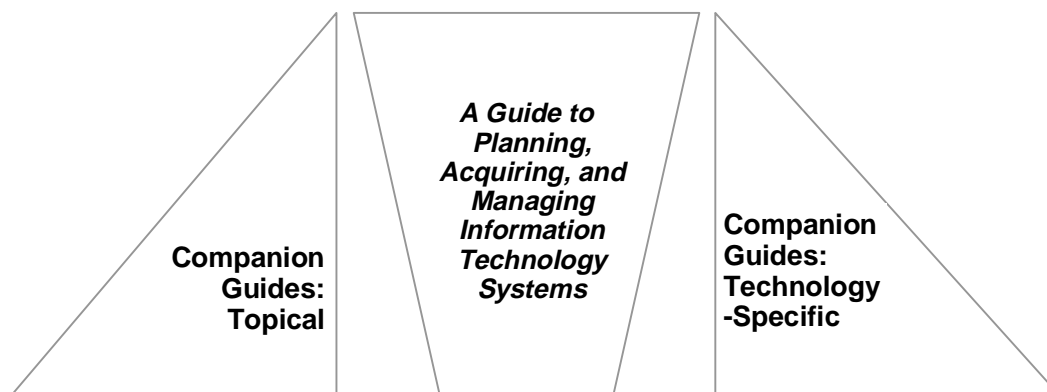 Companion
Guides:
Topical
A Guide to
Planning,
Acquiring, and
Managing
Information
Technology
Systems
Companion
Guides:
Technology
-Specific